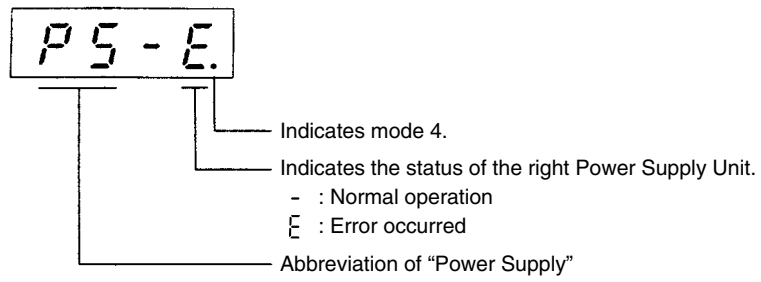 PS-E.
Indicates mode 4.
Indicates the status of the right Power Supply Unit.
- : Normal operation
E : Error occurred
Abbreviation of “Power Supply”